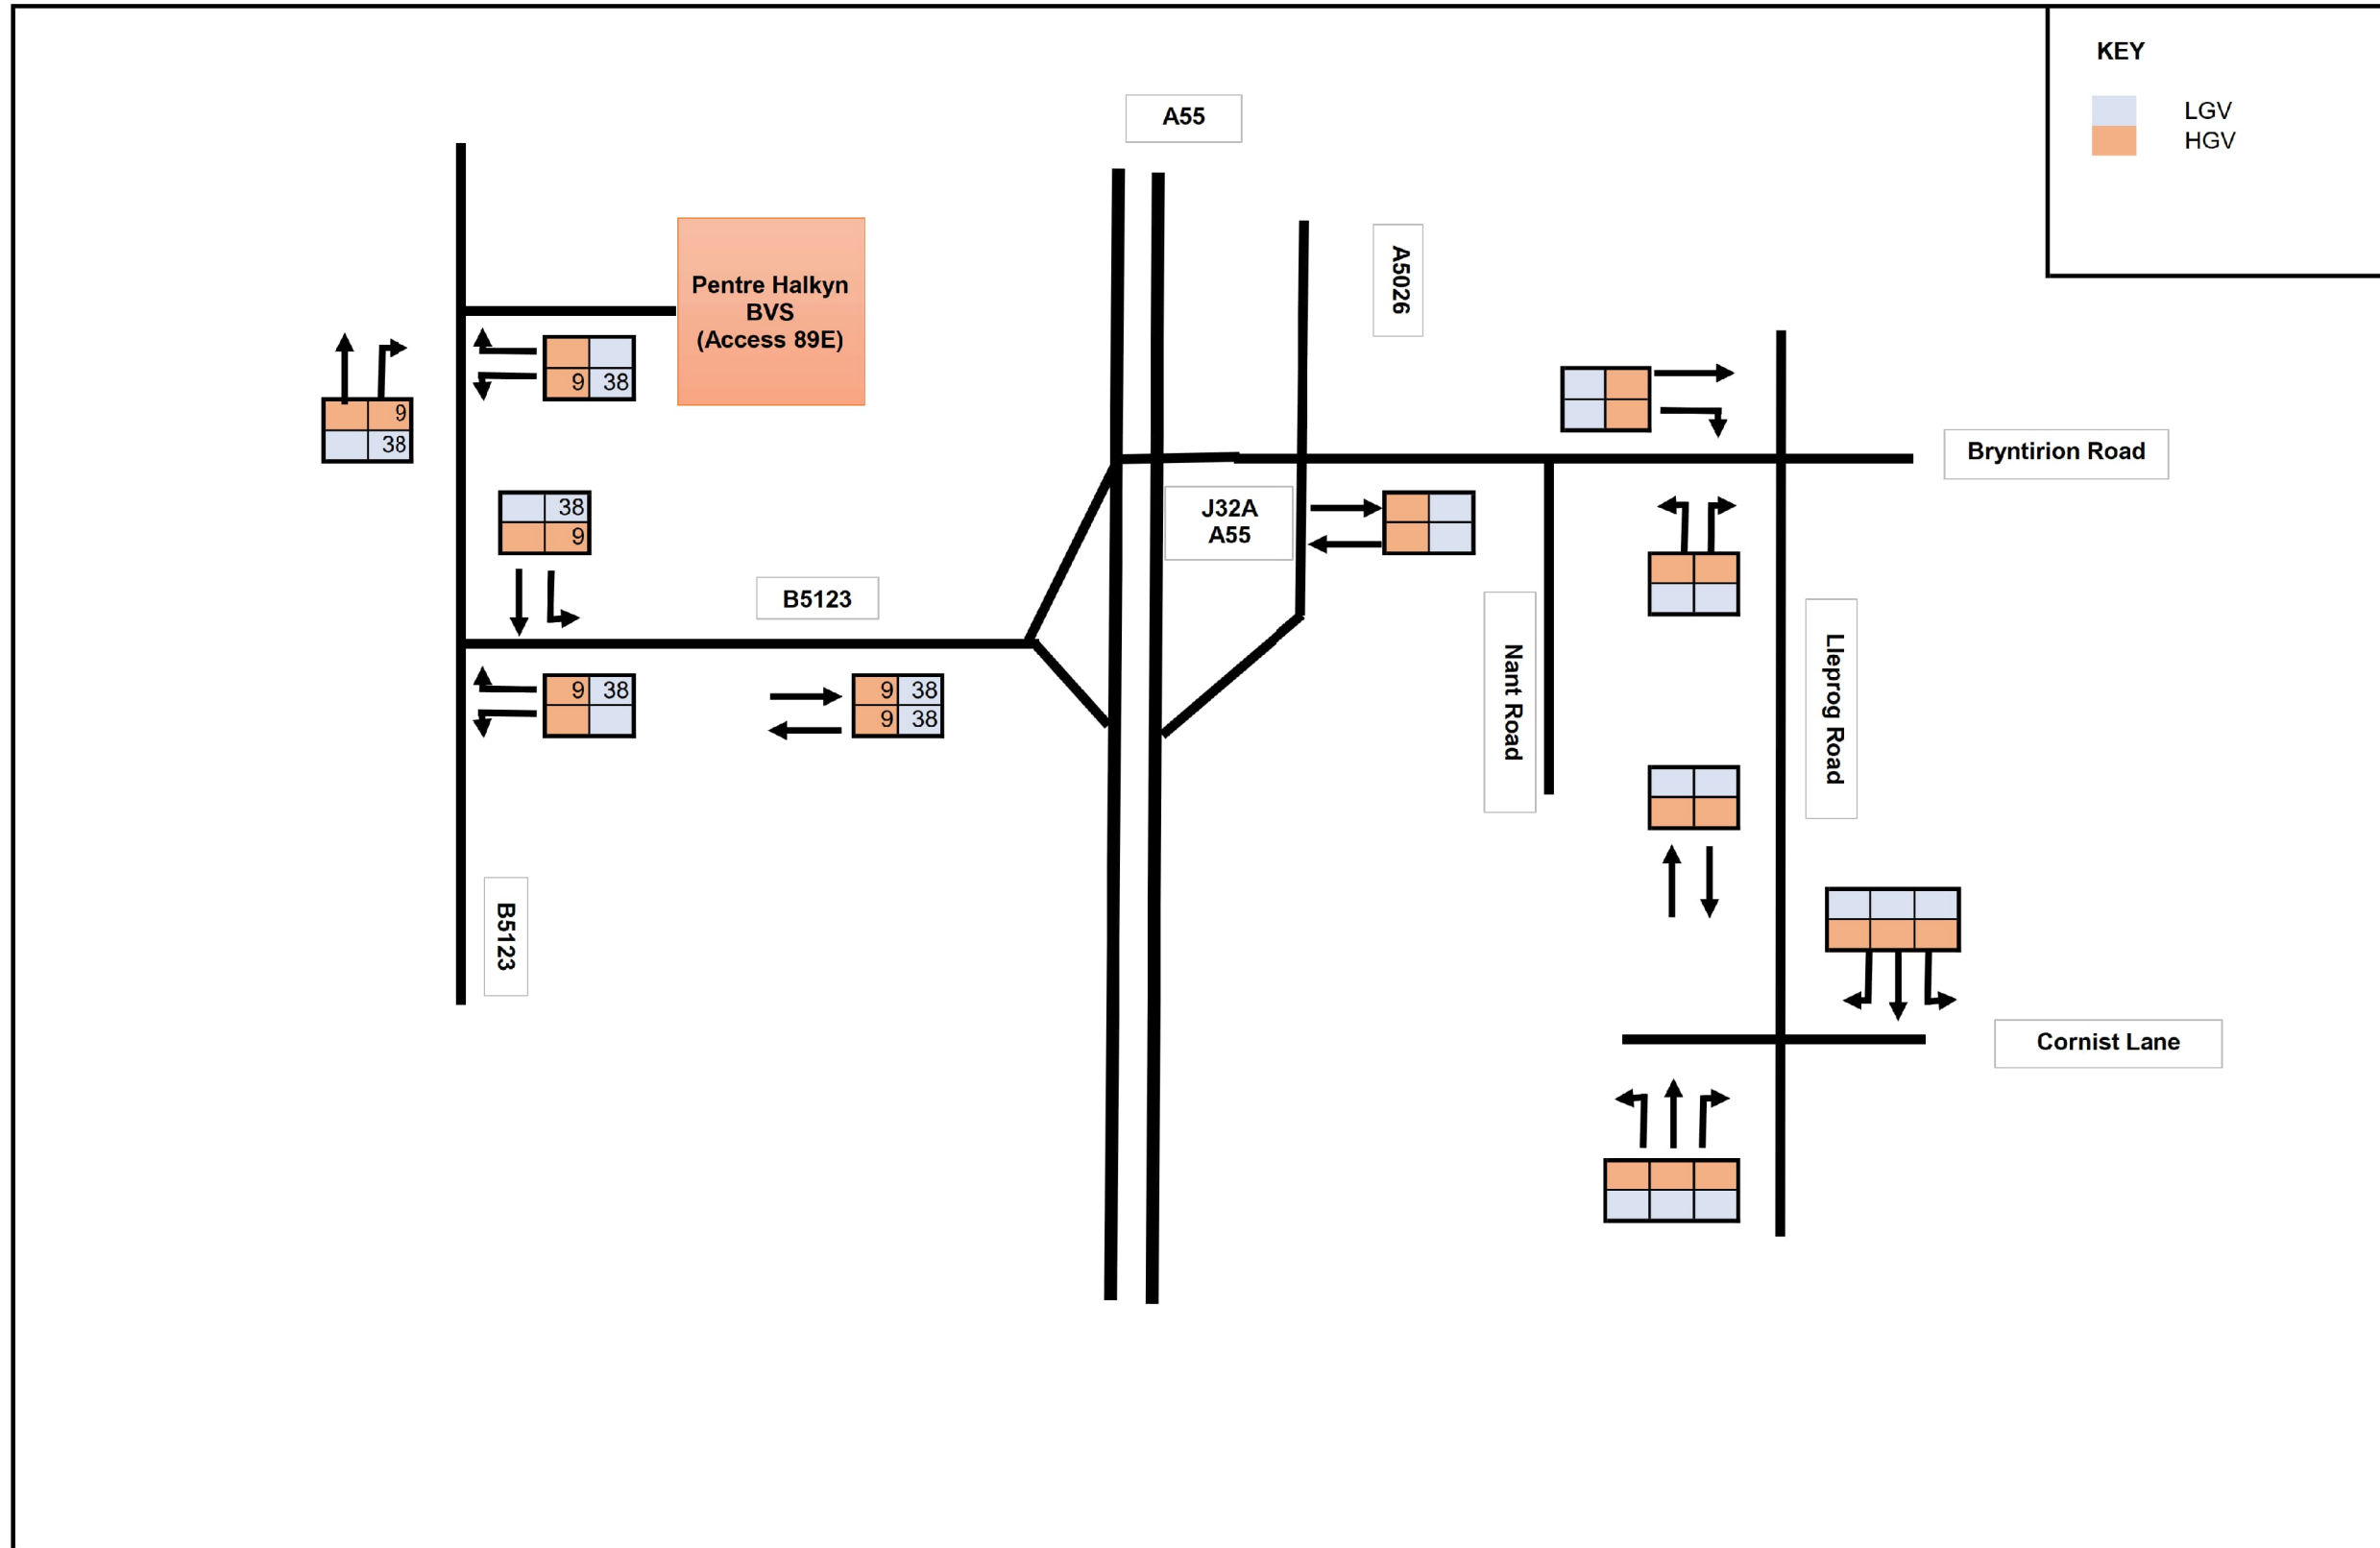 KEY
LGV
HGV
A55
A5026
Pentre Halkyn
BVS
(Access 89E)
9 38
9
38
Bryntirion Road
J32A
A55
38
9
B5123
9 38
9 38
9 38
Nant Road
Lleprog Road
B5123
Cornist Lane